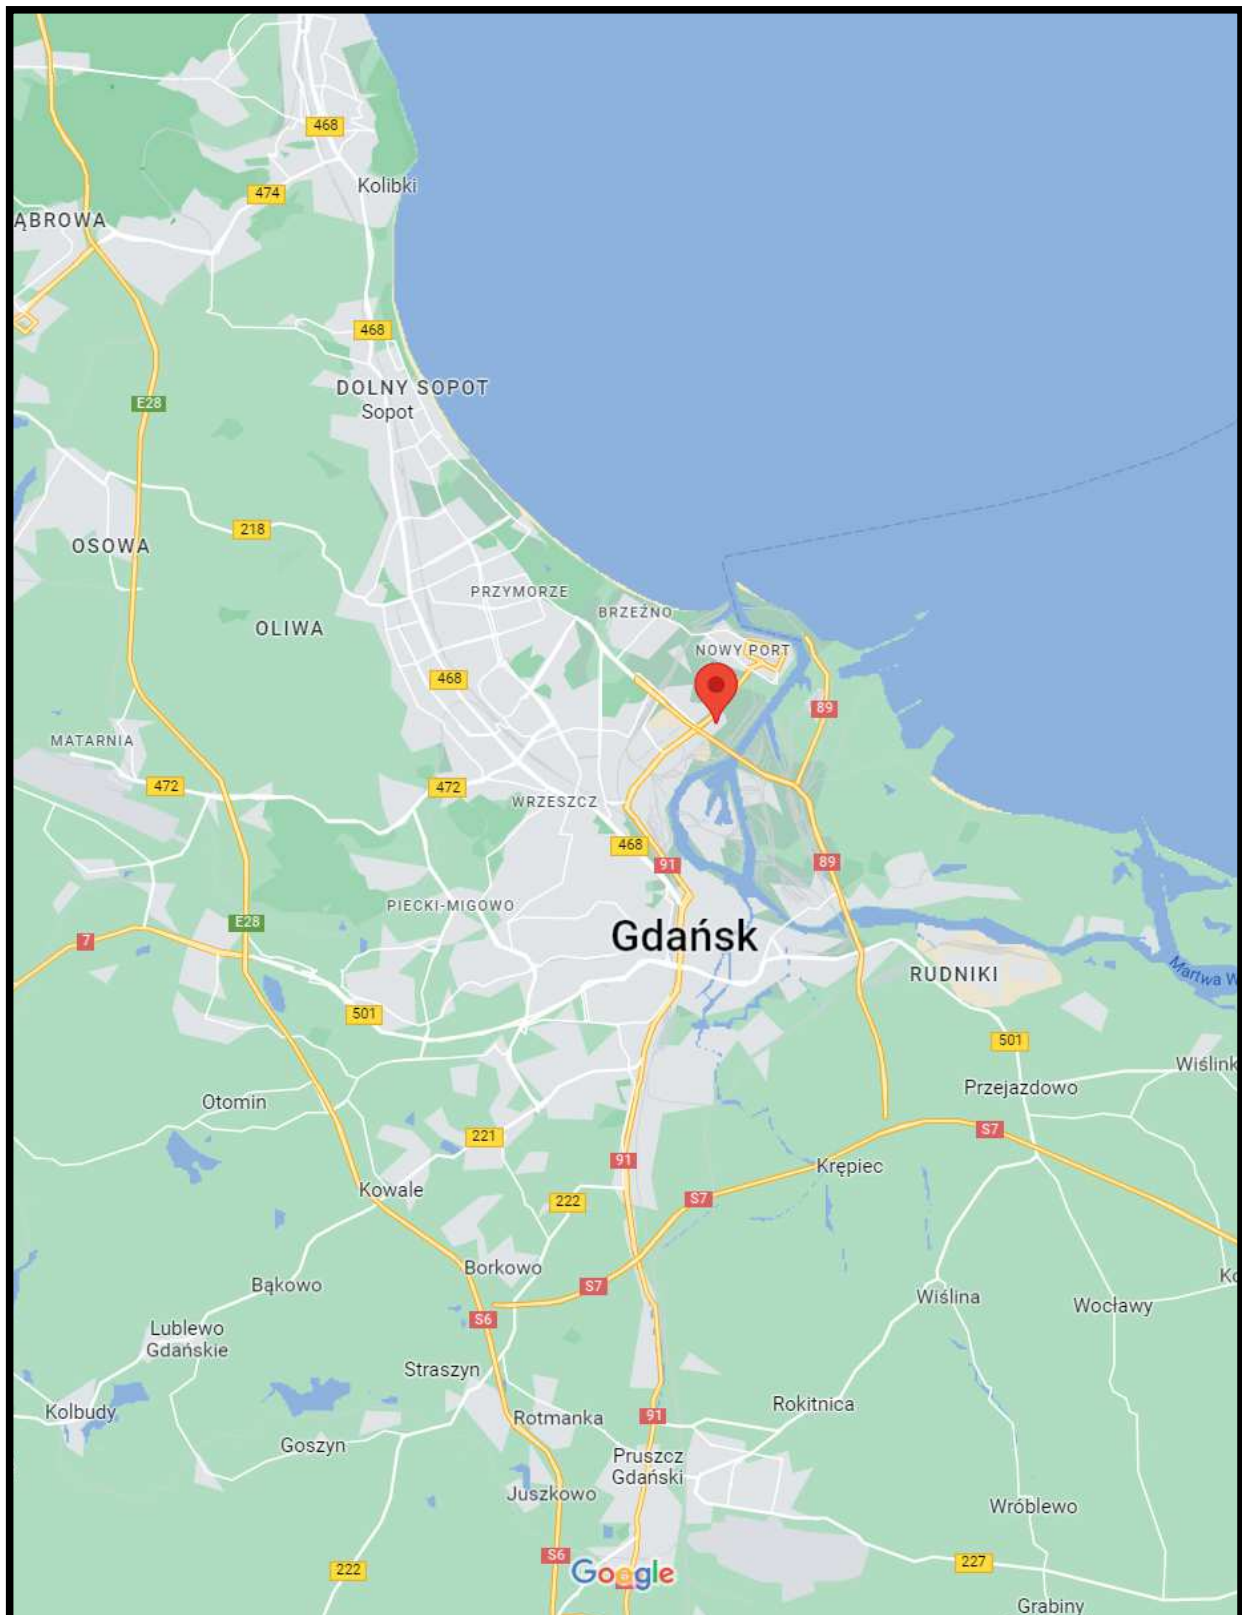 468
Kolibki
474
ĄBROWA
468
DOLNY SOPOT
Sopot
E28
218
OSOWA
PRZYMORZE
BRZEŹNO
OLIWA
NOWY PORT
468
89
MATARNIA
472
472
WRZESZCZ
468
91
89
PIECKI-MIGOWO
E28
Gdańsk
7
RUDNIKI
Martwa W
501
501
Wiślink
Przejazdowo
Otomin
S7
221
91
Krępiec
Kowale
222
S7
Borkowo
Ko
Bąkowo
S7
Wiślina
Wocławy
S6
Lublewo
Gdańskie
Straszyn
Kolbudy
Rokitnica
Rotmanka
91
Goszyn
Pruszcz
Gdański
Juszkowo
Wróblewo
S6
227
222
Google
Grabiny